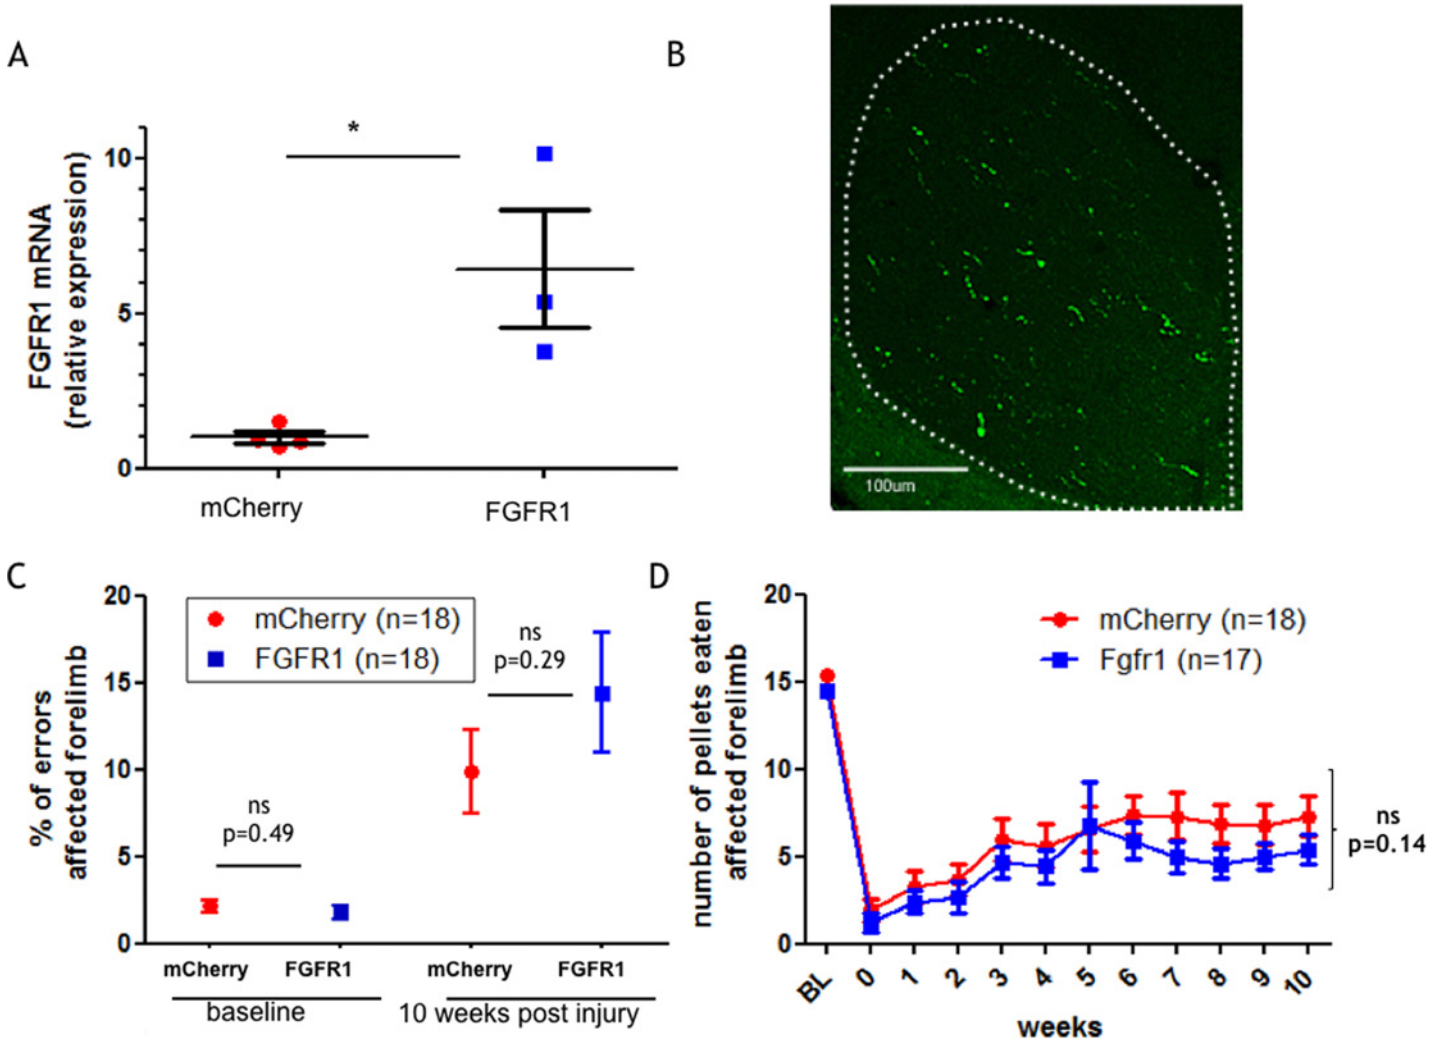 A
*
10
5
0
FGFR1 mRNA
(relative expression)
mCherry
FGFR1
B
100um
C
20
15
10
5
0
% of errors
affected forelimb
mCherry (n=18)
FGFR1 (n=18)
ns
p=0.49
ns
p=0.29
mCherry
FGFR1
mCherry
FGFR1
baseline
10 weeks post injury
D
20
15
10
5
0
number of pellets eaten
affected forelimb
mCherry (n=18)
Fgfr1 (n=17)
ns
p=0.14
BL
0
1
2
3
4
5
6
7
8
9
10
weeks